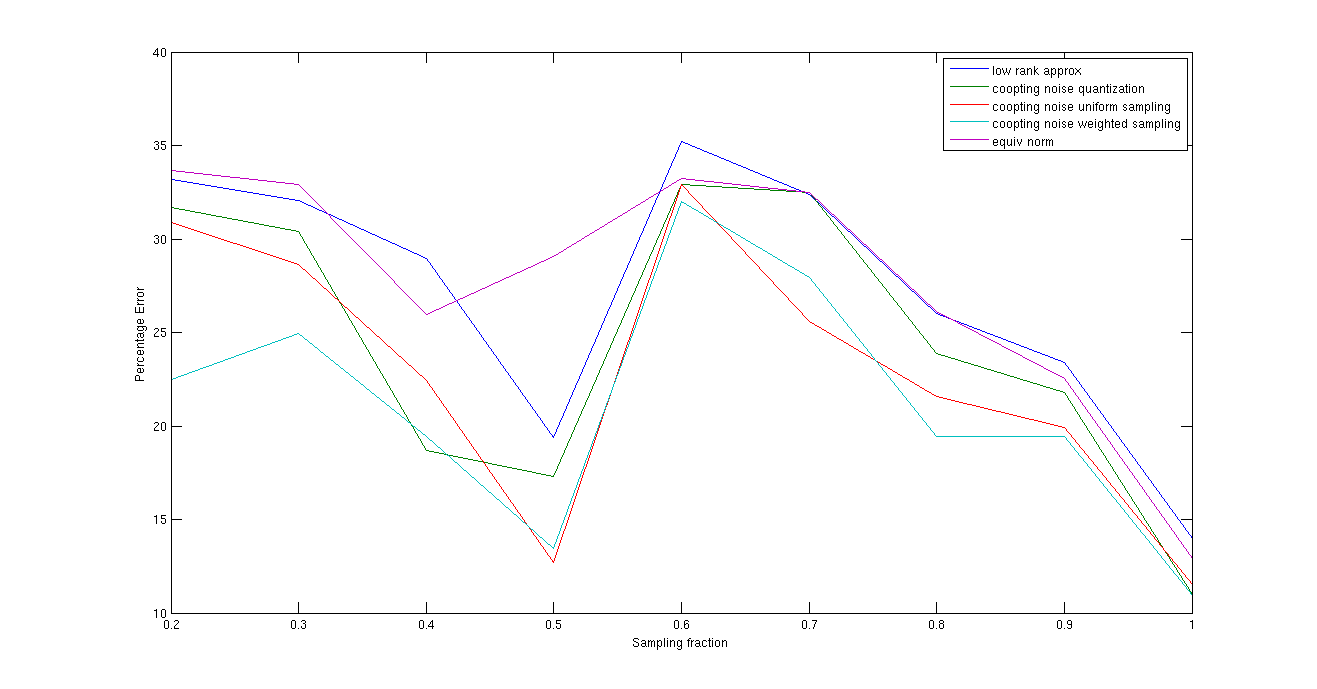 40
35
30
25
20
15
10
Percentage Error
0.2 0.3 0.4 0.5 0.6 0.7 0.8 0.9 1
Sampling fraction
low rank approx
coopting noise quantization
coopting noise uniform sampling
coopting noise weighted sampling
equiv norm